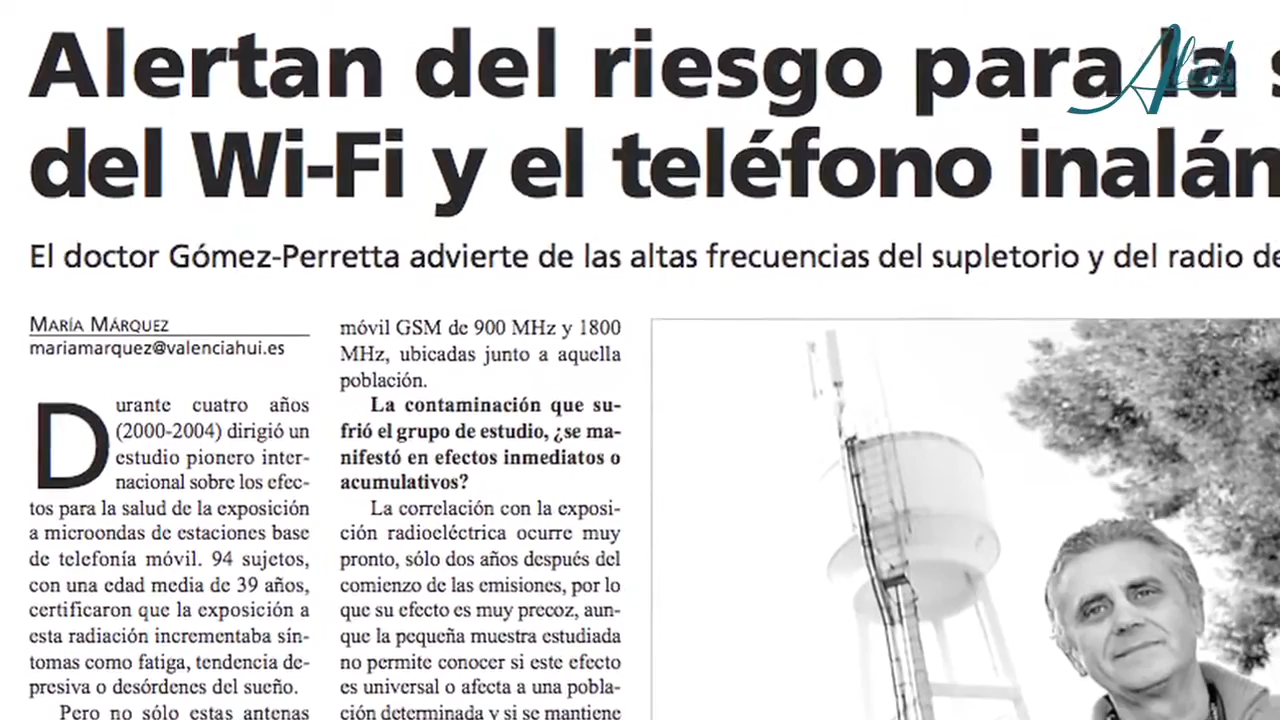 Alertan del riesgo para la s
del Wi-Fi y el teléfono inalán
El doctor Gómez-Perretta advierte de las altas frecuencias del supletorio y del radio de
MARÍA MÁRQUEZ
mariamarquez@valenciahui.es
Durante cuatro años
(2000-2004) dirigió un
estudio pionero inter-
nacional sobre los efec-
tos para la salud de la exposición
a microondas de estaciones base
de telefonía móvil. 94 sujetos,
con una edad media de 39 años,
certificaron que la exposición a
esta radiación incrementaba sín-
tomas como fatiga, tendencia de-
presiva o desórdenes del sueño.
Pero no sólo estas antenas
móvil GSM de 900 MHz y 1800
MHz, ubicadas junto a aquella
población.
La contaminación que su-
frió el grupo de estudio, ¿se ma-
nifestó en efectos inmediatos o
acumulativos?
La correlación con la exposi-
ción radioeléctrica ocurre muy
pronto, sólo dos años después del
comienzo de las emisiones, por lo
que su efecto es muy precoz, aun-
que la pequeña muestra estudiada
no permite conocer si este efecto
es universal o afecta a una pobla-
ción determinada y si se mantiene